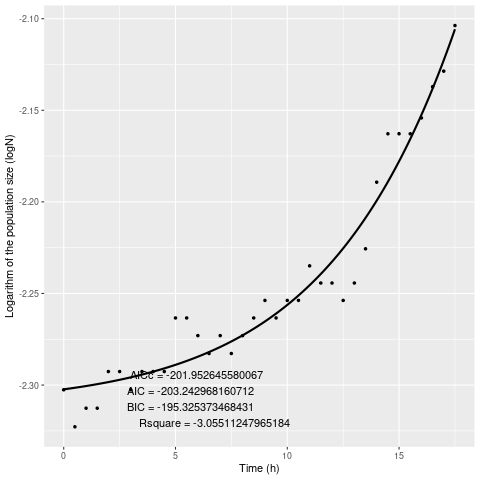 -2.10
-2.15
-2.20
-2.25
-2.30
Logarithm of the population size (logN)
AICc = -201.952645580067
AIC = -203.242968160712
BIC = -195.325373468431
Rsquare = -3.05511247965184
0 5 10 15
Time (h)